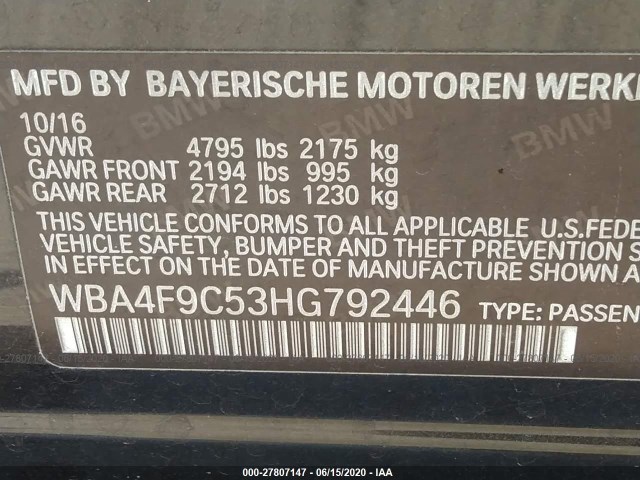 MFD BY BAYERISCHE MOTOREN WERKE
10/16
GVWR 4795 lbs 2175 kg
GAWR FRONT 2194 lbs 995 kg
GAWR REAR 2712 lbs 1230 kg
THIS VEHICLE CONFORMS TO ALL APPLICABLE U.S.FEDE
VEHICLE SAFETY, BUMPER AND THEFT PREVENTION S
IN EFFECT ON THE DATE OF MANUFACTURE SHOWN A
WBA4F9C53HG792446 TYPE: PASSEN
000-27807147 - 06/15/2020 - IAA